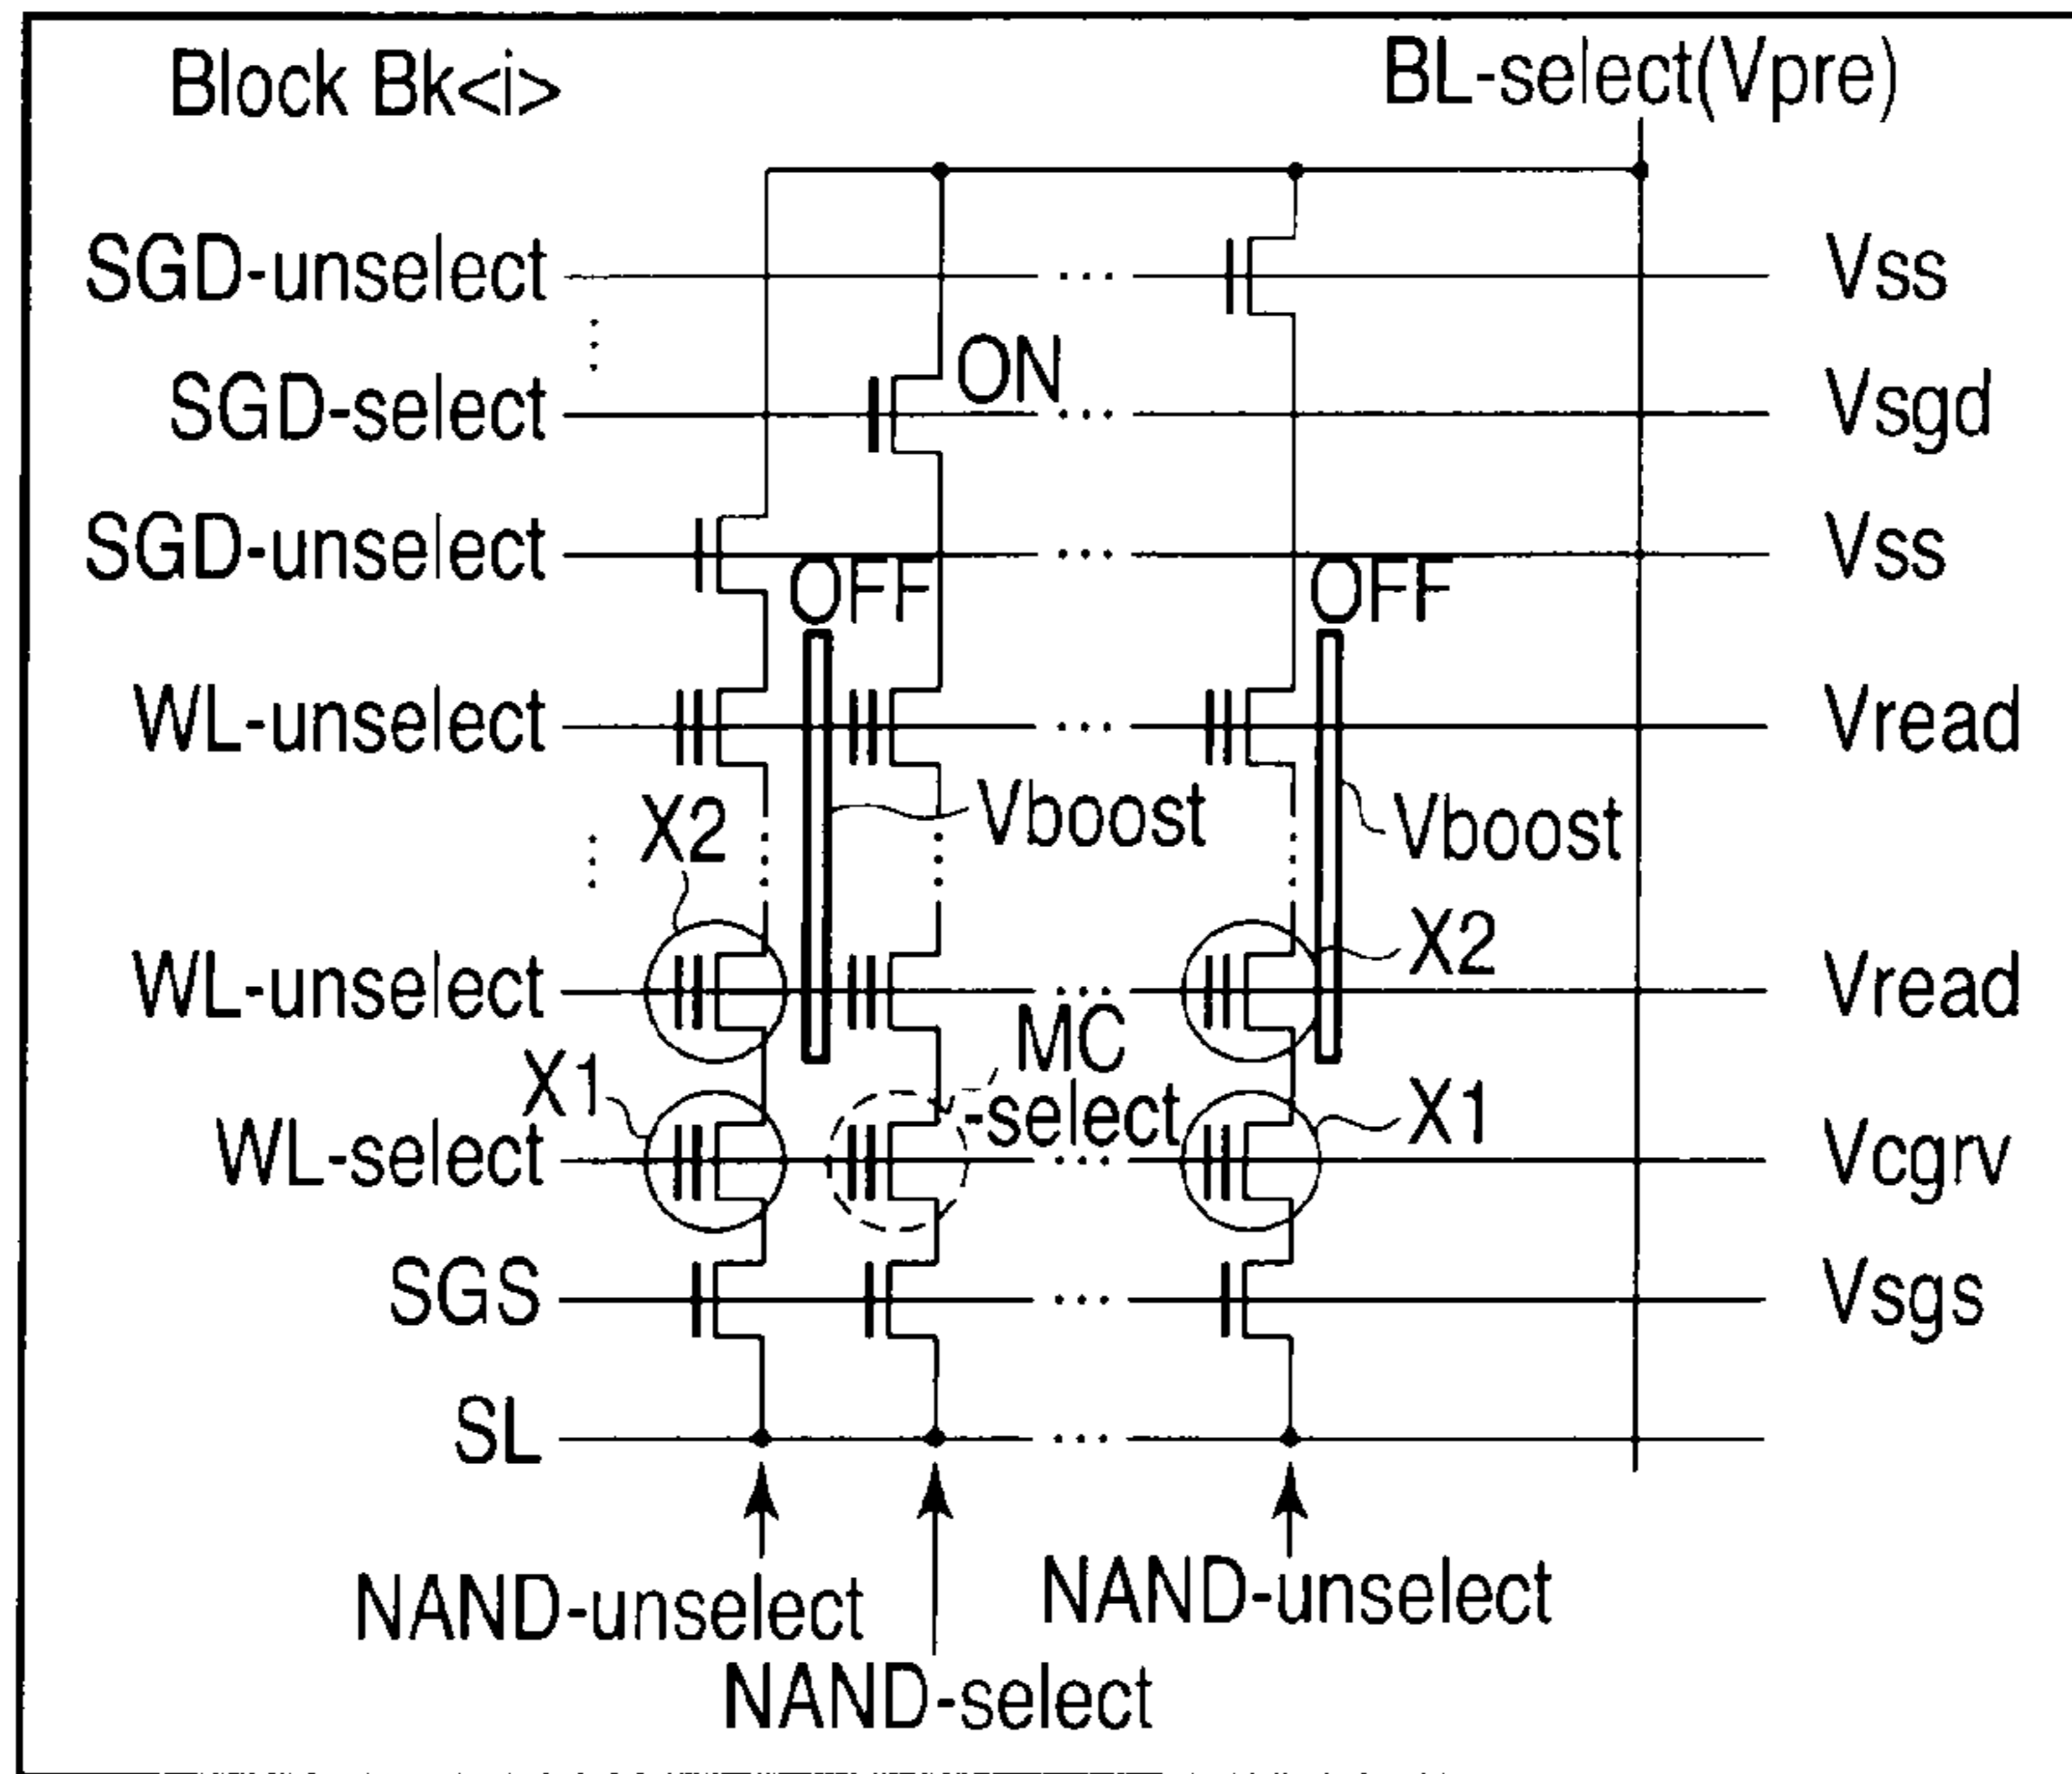 Block Bk<i>
BL-select(Vpre)
SGD-unselect
Vss
SGD-select
ON
Vsgd
SGD-unselect
Vss
OFF
OFF
WL-unselect
Vread
X2
Vboost
Vboost
X2
WL-unselect
Vread
MC
-select
X1
X1
WL-select
Vcgrv
SGS
Vsgs
SL
NAND-unselect
NAND-unselect
NAND-select